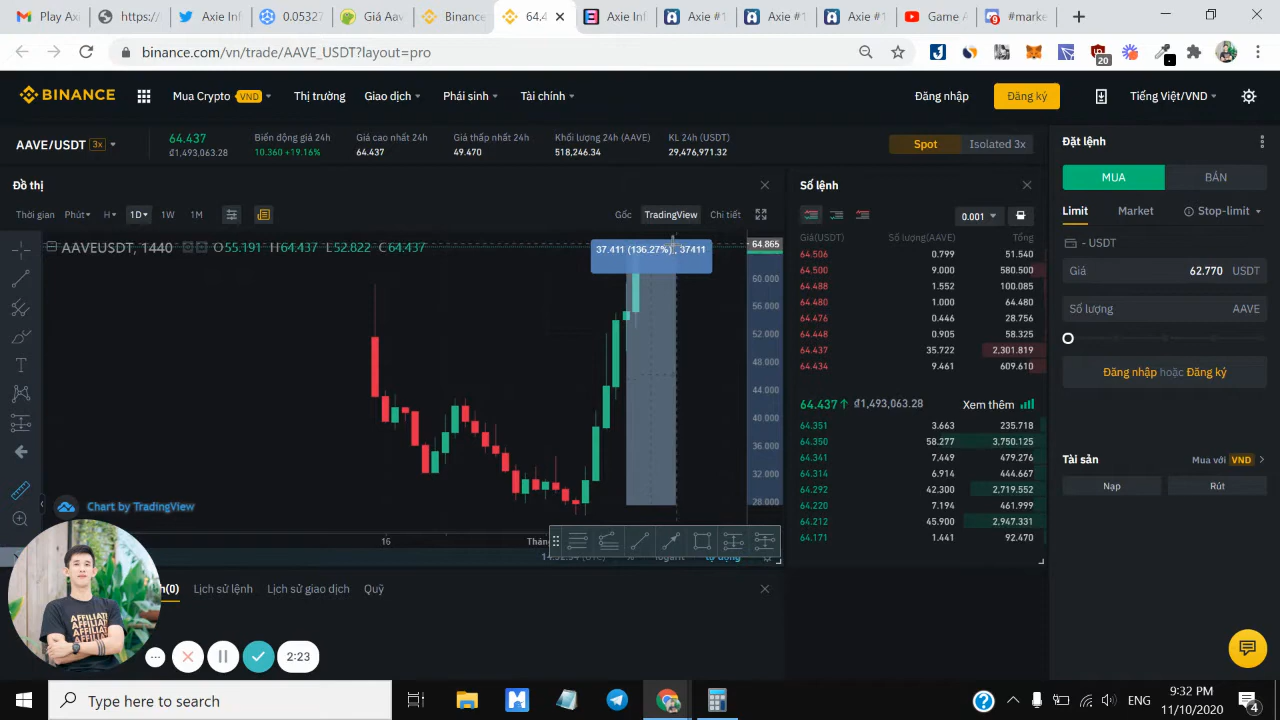 Play Axi
https://
Axie Inf
0.05327
Giá Aav
Binance
64.4
Axie Inf
Axie #1
Axie #1
Axie #1
Game A
#marke
binance.com/vn/trade/AAVE_USDT?layout=pro
20
BINANCE
Mua Crypto VND
Thị trường
Giao dịch
Phái sinh
Tài chính
Đăng nhập
Đăng ký
Tiếng Việt/VND
AAVE/USDT 3x
64.437
₫1,493,063.28
Biến động giá 24h
10.360 +19.16%
Giá cao nhất 24h
64.437
Giá thấp nhất 24h
49.470
Khối lượng 24h (AAVE)
518,246.34
KL 24h (USDT)
29,476,971.32
Spot
Isolated 3x
Đồ thị
Thời gian Phút H 1D 1W 1M
Gốc TradingView Chi tiết
AAVEUSDT, 1440 O55.191 H64.437 L52.822 C64.437
37.411 (136.27%), 37411
64.865
60.000
56.000
52.000
48.000
44.000
40.000
36.000
32.000
28.000
Chart by TradingView
16
Thán
logarit
tự động
Số lệnh
0.001
Giá(USDT) Số lượng(AAVE) Tổng
64.506 0.799 51.540
64.500 9.000 580.500
64.488 1.552 100.085
64.480 1.000 64.480
64.476 0.446 28.756
64.448 0.905 58.325
64.437 35.722 2,301.819
64.434 9.461 609.610
64.437↑ ₫1,493,063.28 Xem thêm
64.351 3.663 235.718
64.350 58.277 3,750.125
64.341 7.449 479.276
64.314 6.914 444.667
64.292 42.300 2,719.552
64.220 7.194 461.999
64.212 45.900 2,947.331
64.171 1.441 92.470
Đặt lệnh
MUA
BÁN
Limit Market Stop-limit
- USDT
Giá 62.770 USDT
Số lượng AAVE
Đăng nhập hoặc Đăng ký
Tài sản
Mua với VND
Nạp
Rút
h(0)
Lịch sử lệnh
Lịch sử giao dịch
Quỹ
AFFILIATE
AFFILIATE
AFFILIATE
2:23
Type here to search
ENG
9:32 PM
11/10/2020
4